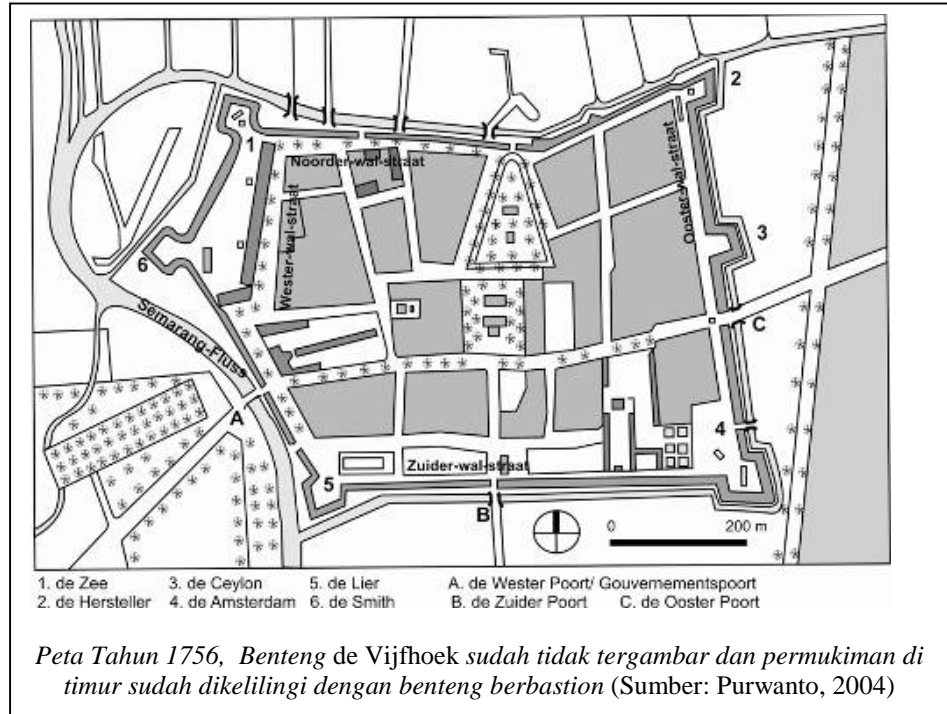 2
1
Noorder-wal-straat
Ooster-wal-straat
Wester-wal-straat
3
6
Semarang-Fluss
C
A
4
Zuider-wal-straat
5
B
0 200 m
1. de Zee 3. de Ceylon 5. de Lier A. de Wester Poort/ Gouvernementspoort
2. de Hersteller 4. de Amsterdam 6. de Smith B. de Zuider Poort C. de Ooster Poort
Peta Tahun 1756, Benteng de Vijfhoek sudah tidak tergambar dan permukiman di
timur sudah dikelilingi dengan benteng berbastion (Sumber: Purwanto, 2004)